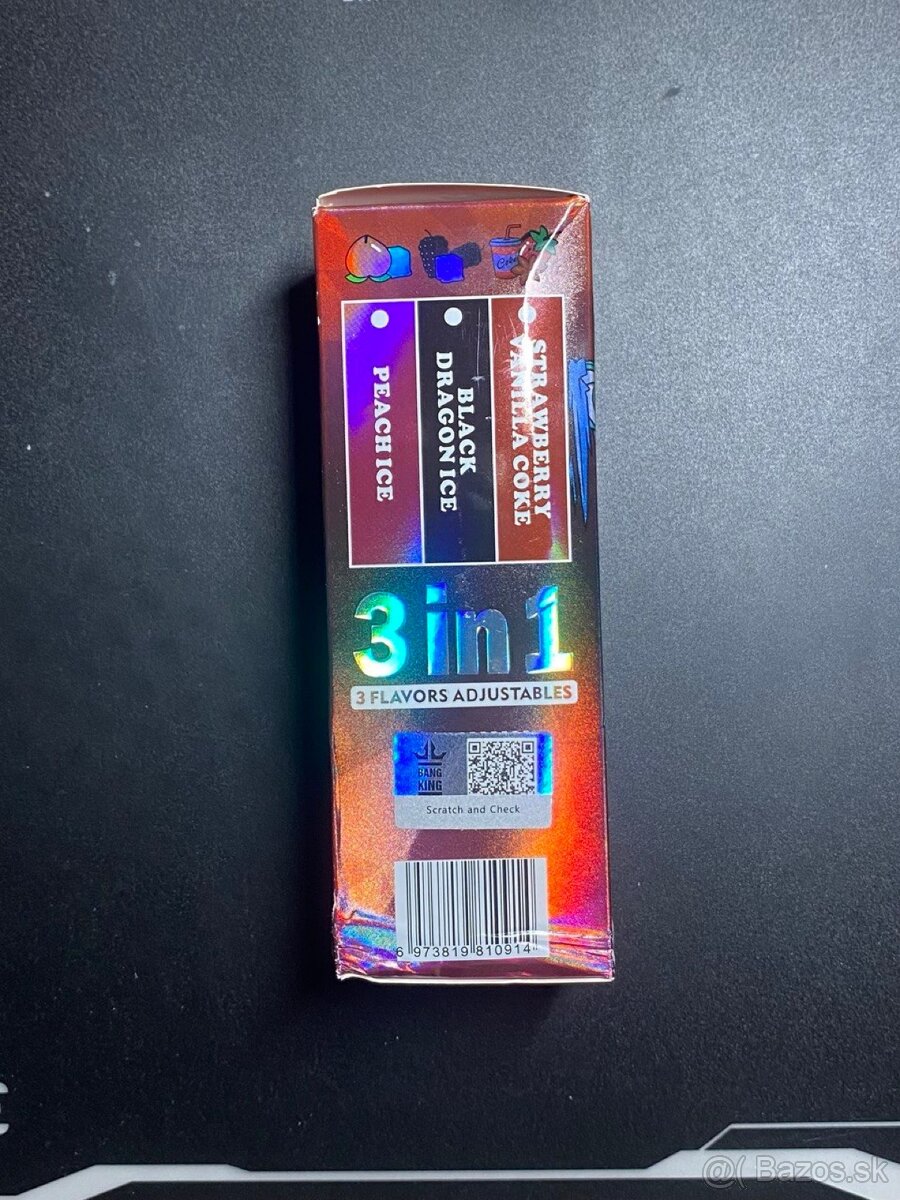 Coke
PEACH ICE
BLACK
DRAGON ICE
STRAWBERRY
VANILLA COKE
3 in 1
3 FLAVORS ADJUSTABLES
BANG
KING
Scratch and Check
6 973819 810914
@( Bazos.sk